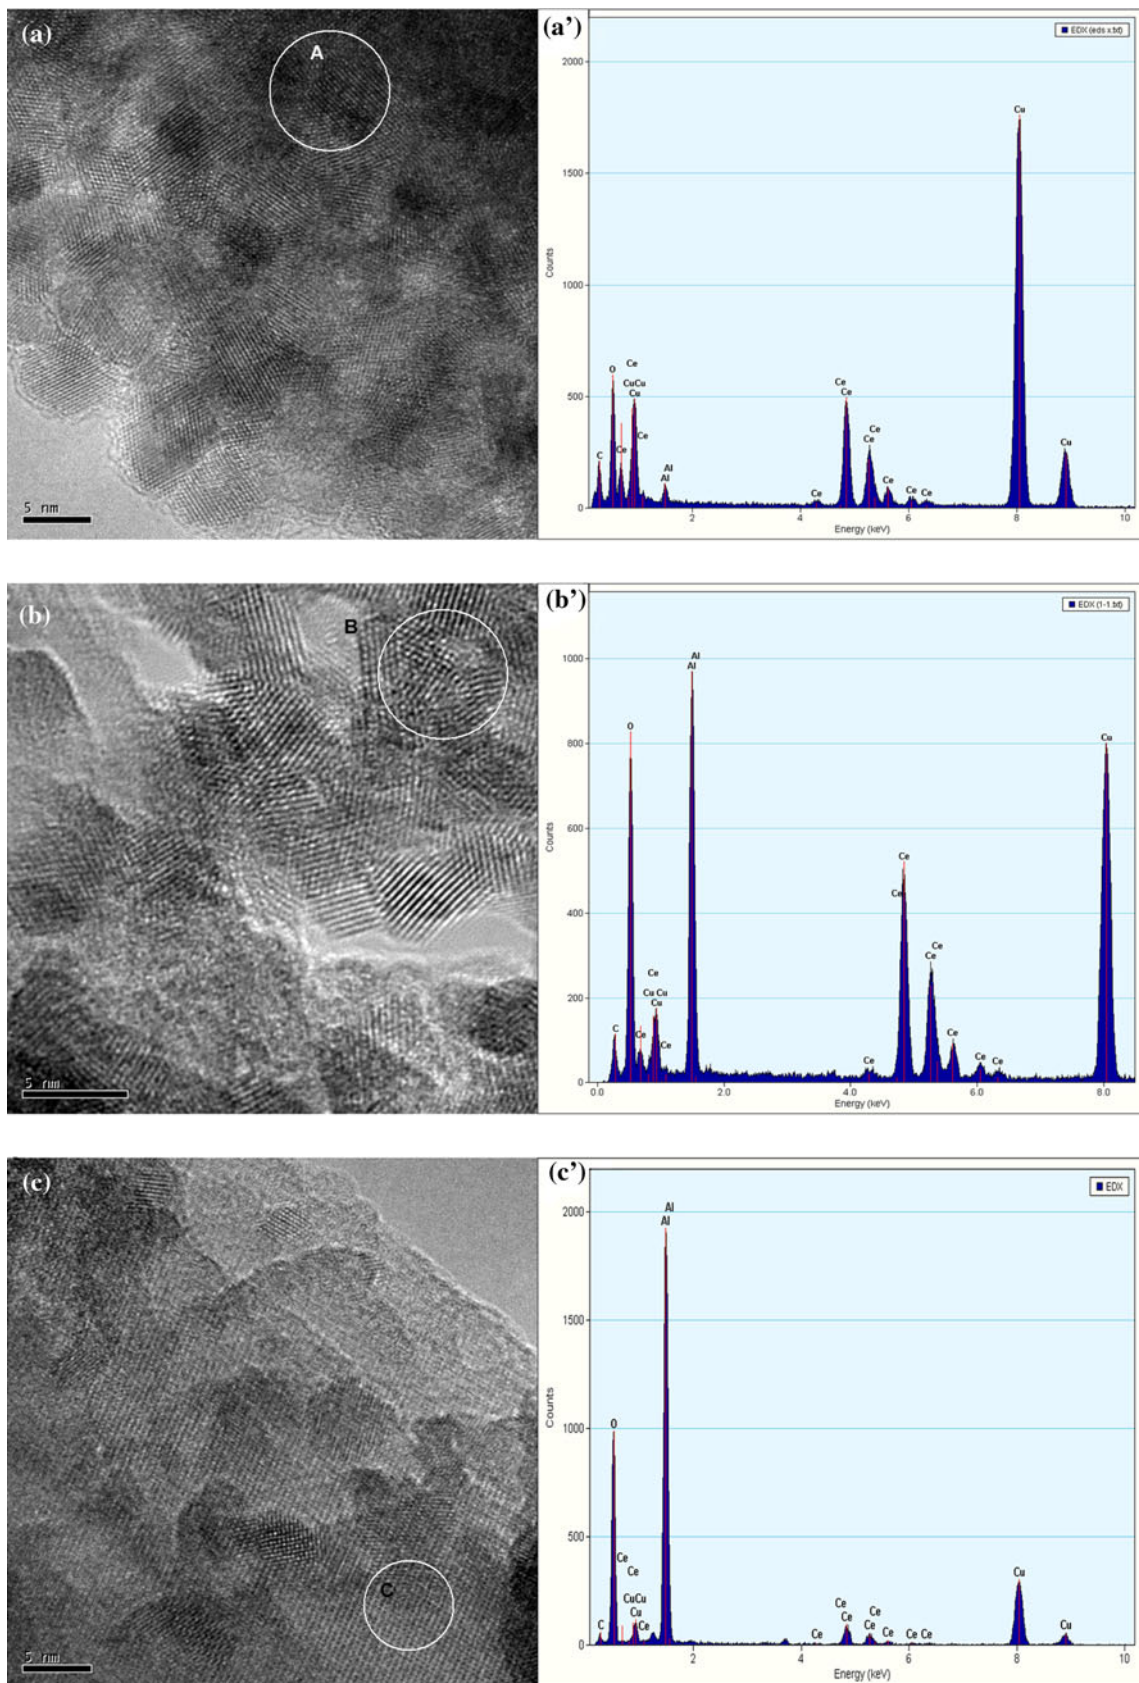 (a)
A
5 nm
(a')
EDX (eds x.txt)
2000
1500
1000
500
0
Counts
2 4 6 8 10
Energy (keV)
C
O
Ce
Ce
CuCu
Cu
Ce
Al
Al
Ce
Ce
Ce
Ce
Ce
Ce
Ce
Ce
Cu
Cu
(b)
B
5 nm
(b')
EDX (1-1.txt)
1000
800
600
400
200
0
Counts
0.0 2.0 4.0 6.0 8.0
Energy (keV)
C
O
Ce
Ce
Cu Cu
Cu
Ce
Al
Al
Ce
Ce
Ce
Ce
Ce
Ce
Ce
Ce
Cu
(c)
C
5 nm
(c')
EDX
2000
1500
1000
500
0
Counts
2 4 6 8 10
Energy (keV)
C
O
Ce
Ce
CuCu
Cu
Ce
Al
Al
Ce
Ce
Ce
Ce
Ce
Ce
Ce
Ce
Cu
Cu